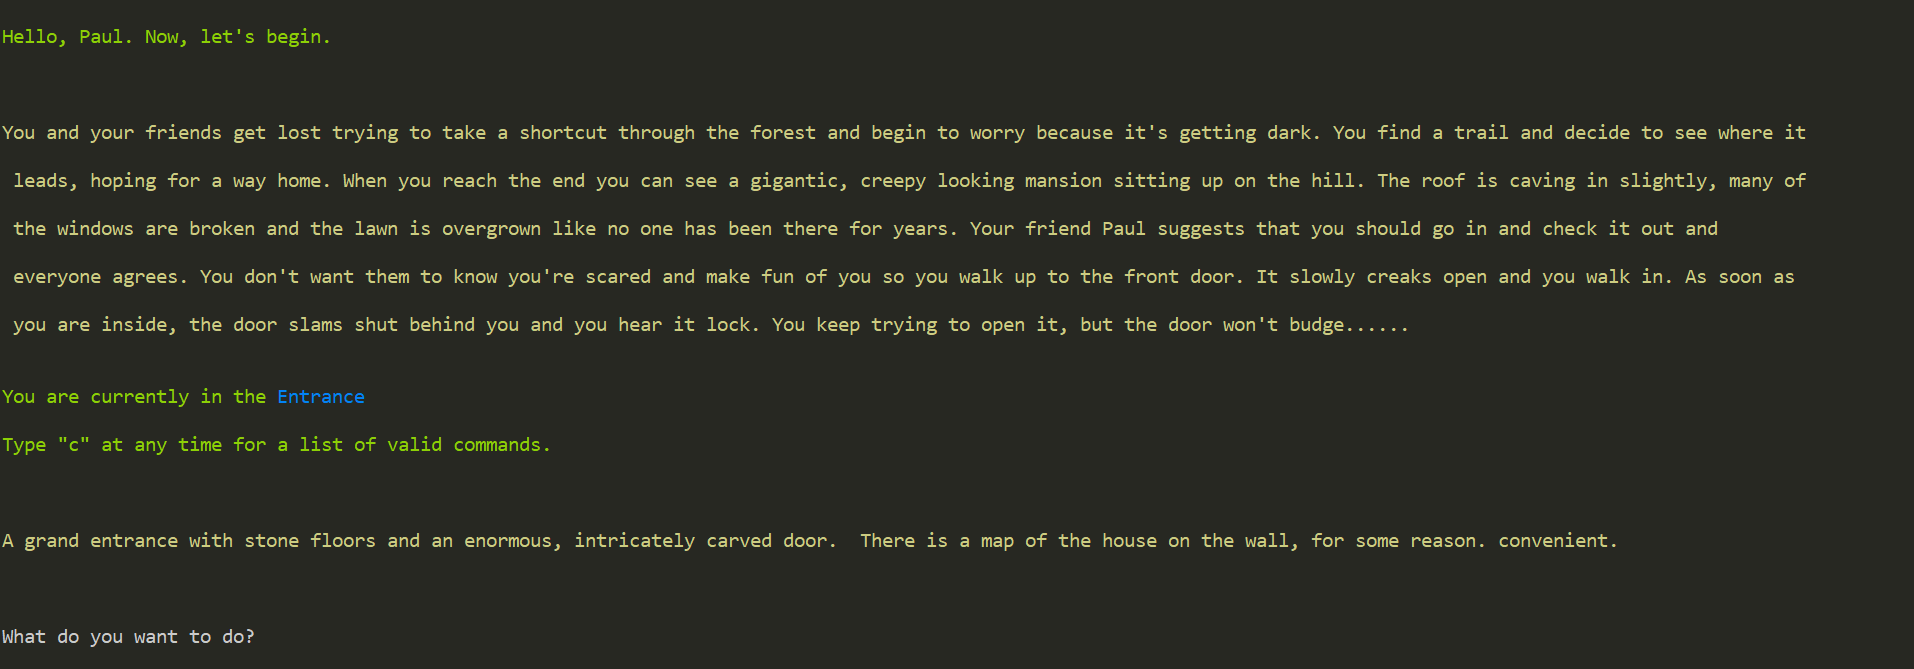 Hello, Paul. Now, let's begin.
You and your friends get lost trying to take a shortcut through the forest and begin to worry because it's getting dark. You find a trail and decide to see where it
leads, hoping for a way home. When you reach the end you can see a gigantic, creepy looking mansion sitting up on the hill. The roof is caving in slightly, many of
the windows are broken and the lawn is overgrown like no one has been there for years. Your friend Paul suggests that you should go in and check it out and
everyone agrees. You don't want them to know you're scared and make fun of you so you walk up to the front door. It slowly creaks open and you walk in. As soon as
you are inside, the door slams shut behind you and you hear it lock. You keep trying to open it, but the door won't budge......
You are currently in the Entrance
Type "c" at any time for a list of valid commands.
A grand entrance with stone floors and an enormous, intricately carved door.  There is a map of the house on the wall, for some reason. convenient.
What do you want to do?